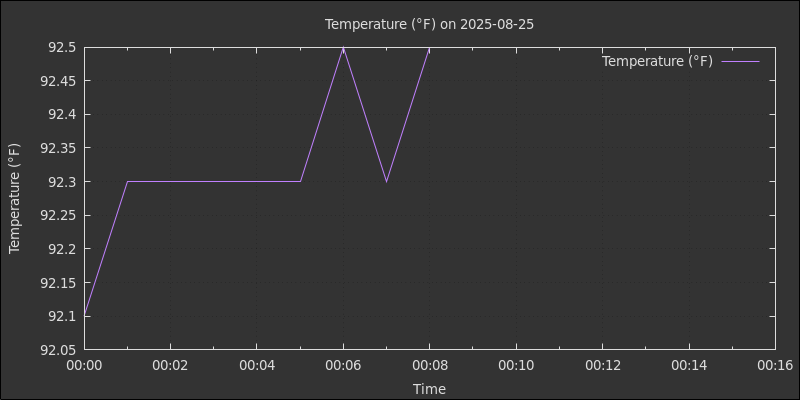 Temperature (°F) on 2025-08-25
Temperature (°F)
92.5
92.45
92.4
92.35
92.3
92.25
92.2
92.15
92.1
92.05
Temperature (°F)
00:00 00:02 00:04 00:06 00:08 00:10 00:12 00:14 00:16
Time